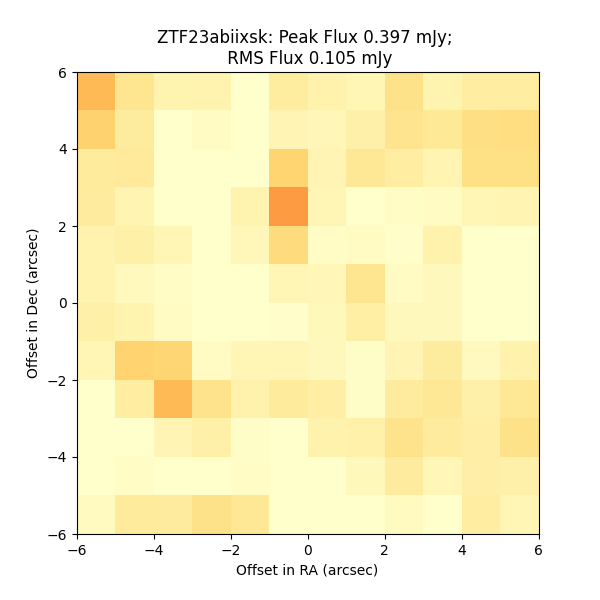 ZTF23abiixsk: Peak Flux 0.397 mJy;
RMS Flux 0.105 mJy
6
4
2
0
−2
−4
−6
Offset in Dec (arcsec)
−6 −4 −2 0 2 4 6
Offset in RA (arcsec)